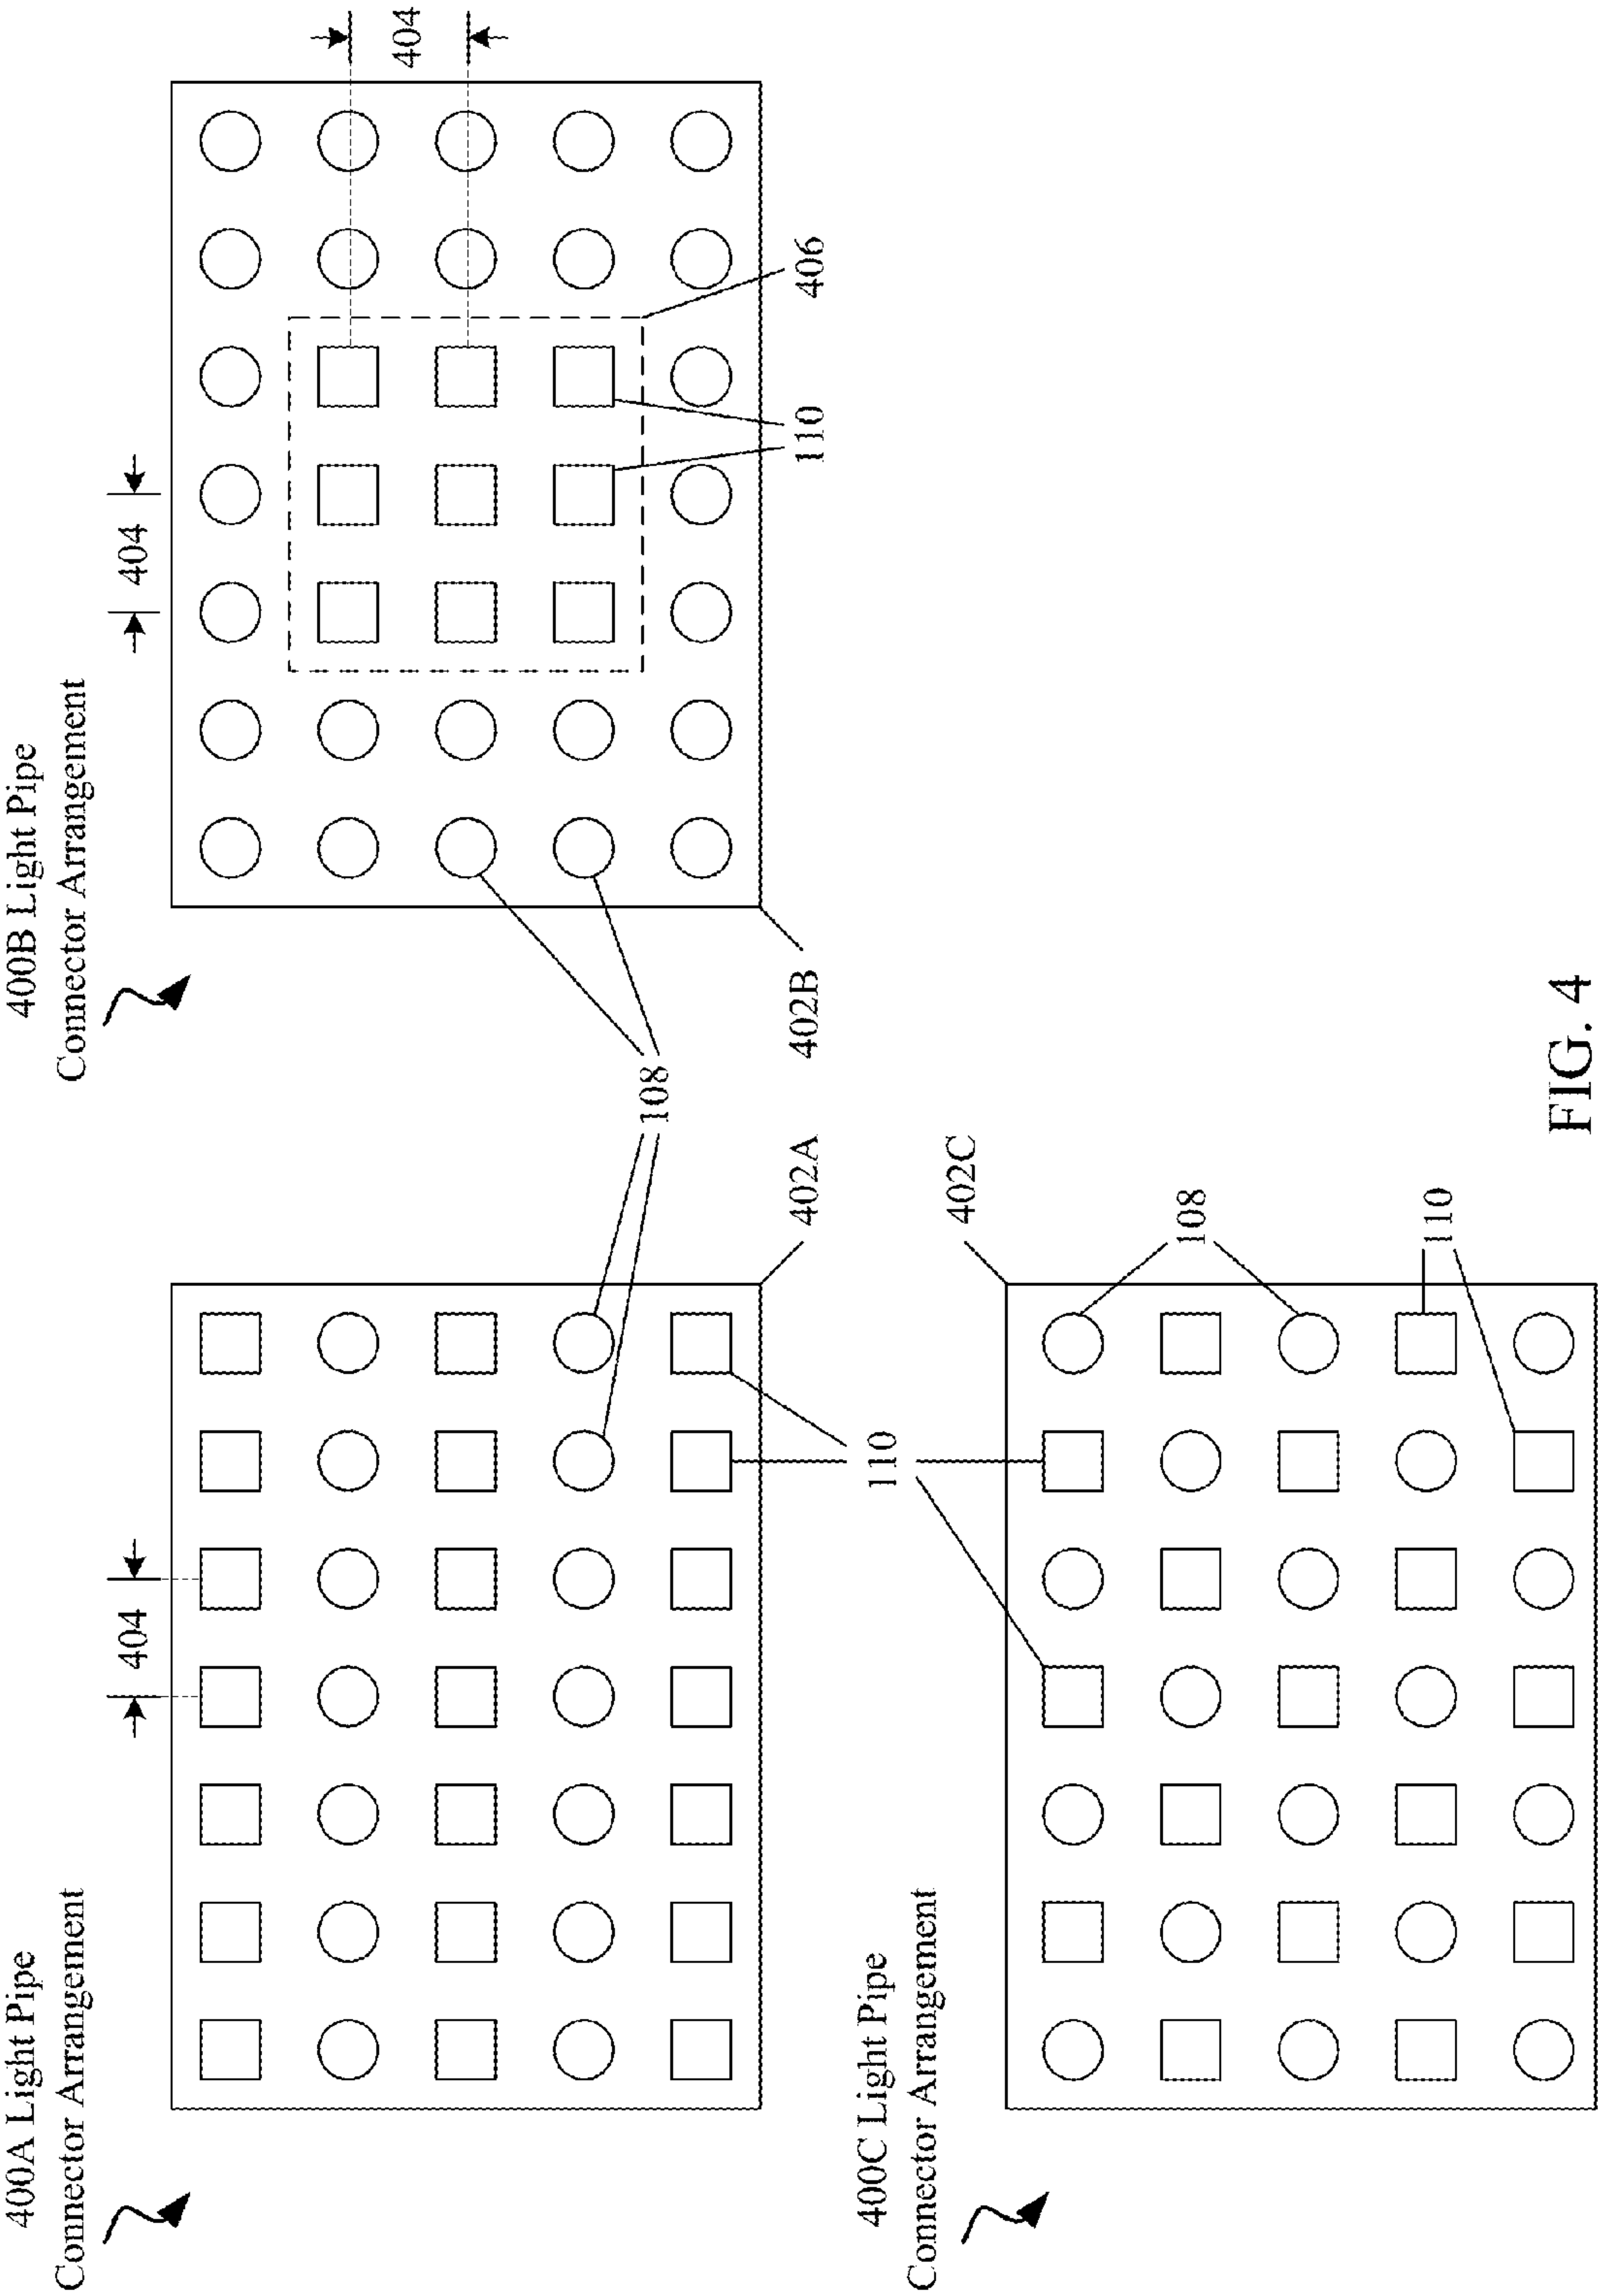 400A Light Pipe
Connector Arrangement
404
402A
108
400B Light Pipe
Connector Arrangement
404
404
406
110
402B
110
400C Light Pipe
Connector Arrangement
402C
108
110
FIG. 4